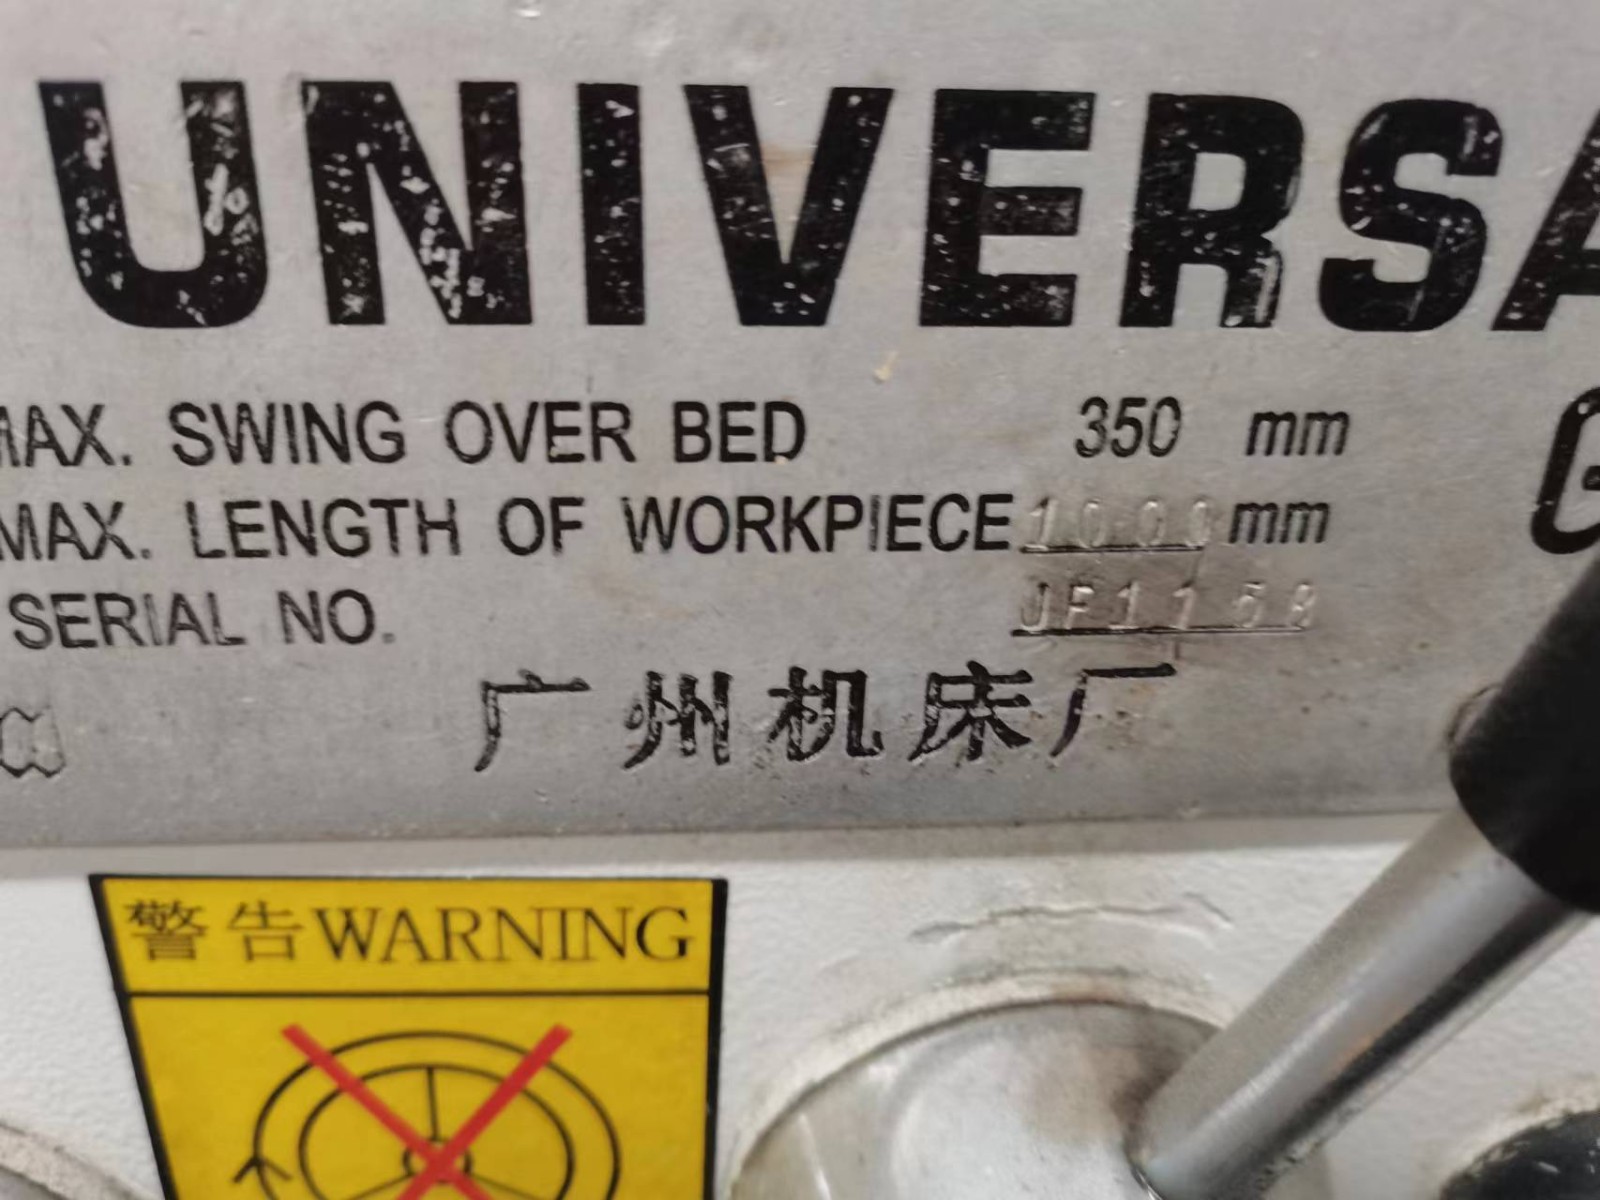 UNIVERSA
MAX. SWING OVER BED 350 mm
MAX. LENGTH OF WORKPIECE 1000 mm
SERIAL NO. UF1158
广州机床厂
警告WARNING